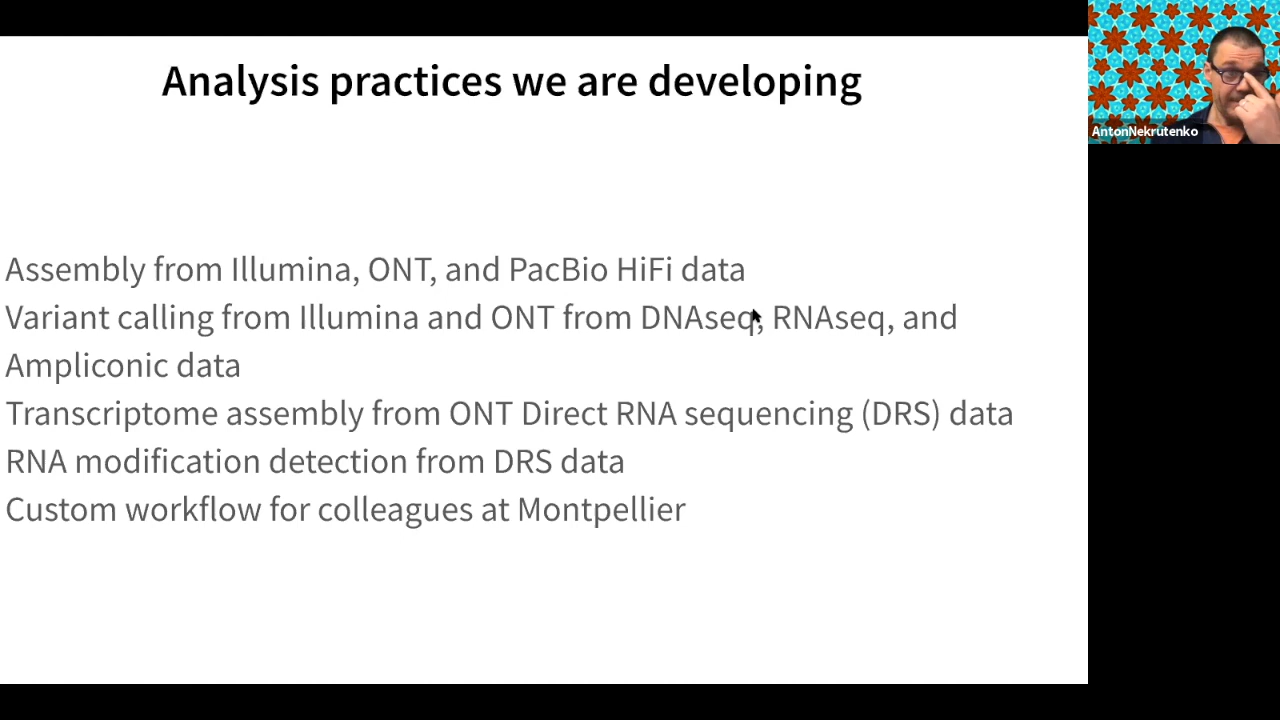 Analysis practices we are developing
AntonNekrutenko
Assembly from Illumina, ONT, and PacBio HiFi data
Variant calling from Illumina and ONT from DNAseq, RNAseq, and
Ampliconic data
Transcriptome assembly from ONT Direct RNA sequencing (DRS) data
RNA modification detection from DRS data
Custom workflow for colleagues at Montpellier